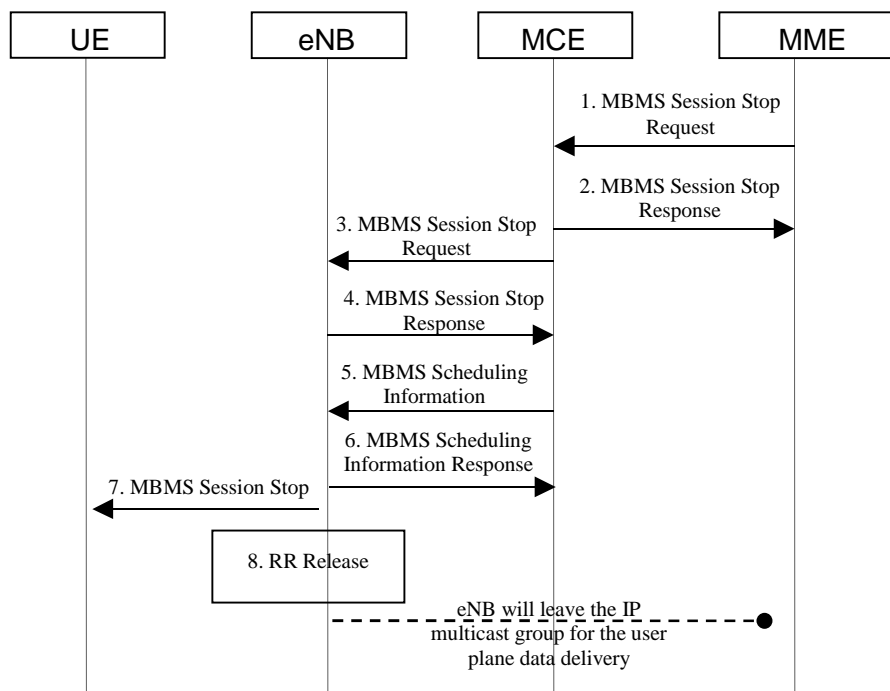 UE
eNB
MCE
MME
1. MBMS Session Stop
Request
2. MBMS Session Stop
Response
3. MBMS Session Stop
Request
4. MBMS Session Stop
Response
5. MBMS Scheduling
Information
6. MBMS Scheduling
Information Response
7. MBMS Session Stop
8. RR Release
eNB will leave the IP
multicast group for the user
plane data delivery